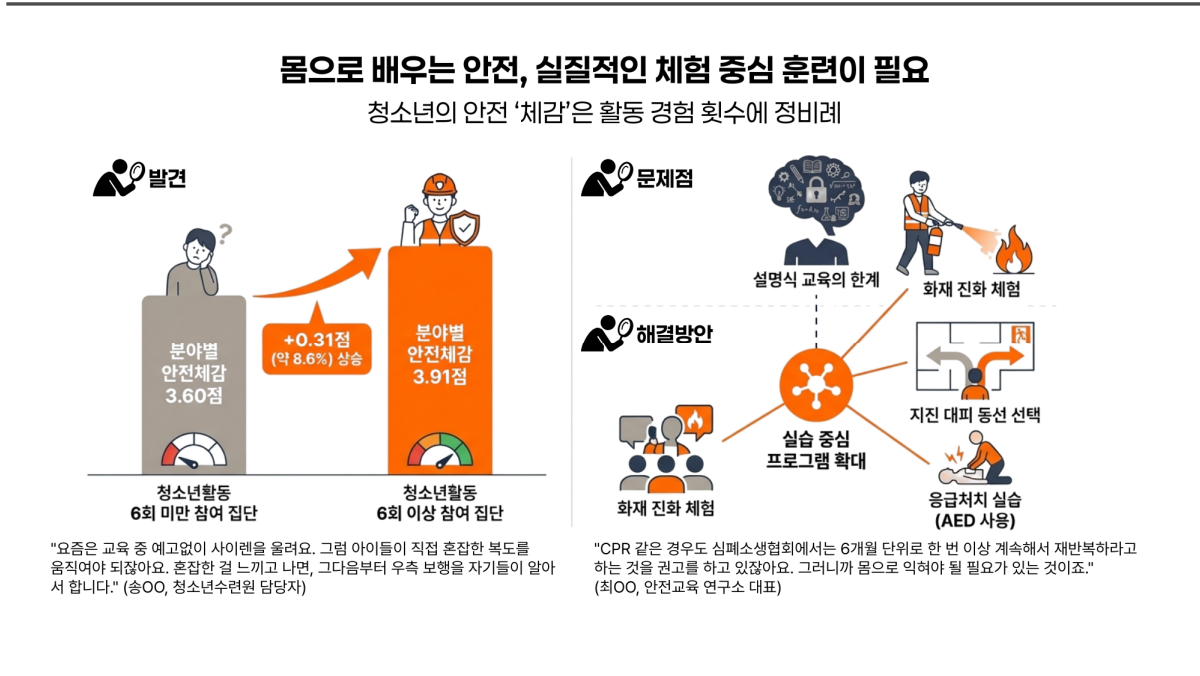 몸으로 배우는 안전, 실질적인 체험 중심 훈련이 필요
청소년의 안전 ‘체감’은 활동 경험 횟수에 정비례
발견
?
분야별
안전체감
3.60점
+0.31점
(약 8.6%) 상승
분야별
안전체감
3.91점
청소년활동
6회 미만 참여 집단
청소년활동
6회 이상 참여 집단
"요즘은 교육 중 예고없이 사이렌을 울려요. 그럼 아이들이 직접 혼잡한 복도를
움직여야 되잖아요. 혼잡한 걸 느끼고 나면, 그다음부터 우측 보행을 자기들이 알아
서 합니다." (송OO, 청소년수련원 담당자)
문제점
설명식 교육의 한계
화재 진화 체험
해결방안
지진 대피 동선 선택
실습 중심
프로그램 확대
화재 진화 체험
응급처치 실습
(AED 사용)
"CPR 같은 경우도 심폐소생협회에서는 6개월 단위로 한 번 이상 계속해서 재반복하라고
하는 것을 권고를 하고 있잖아요. 그러니까 몸으로 익혀야 될 필요가 있는 것이죠."
(최OO, 안전교육 연구소 대표)